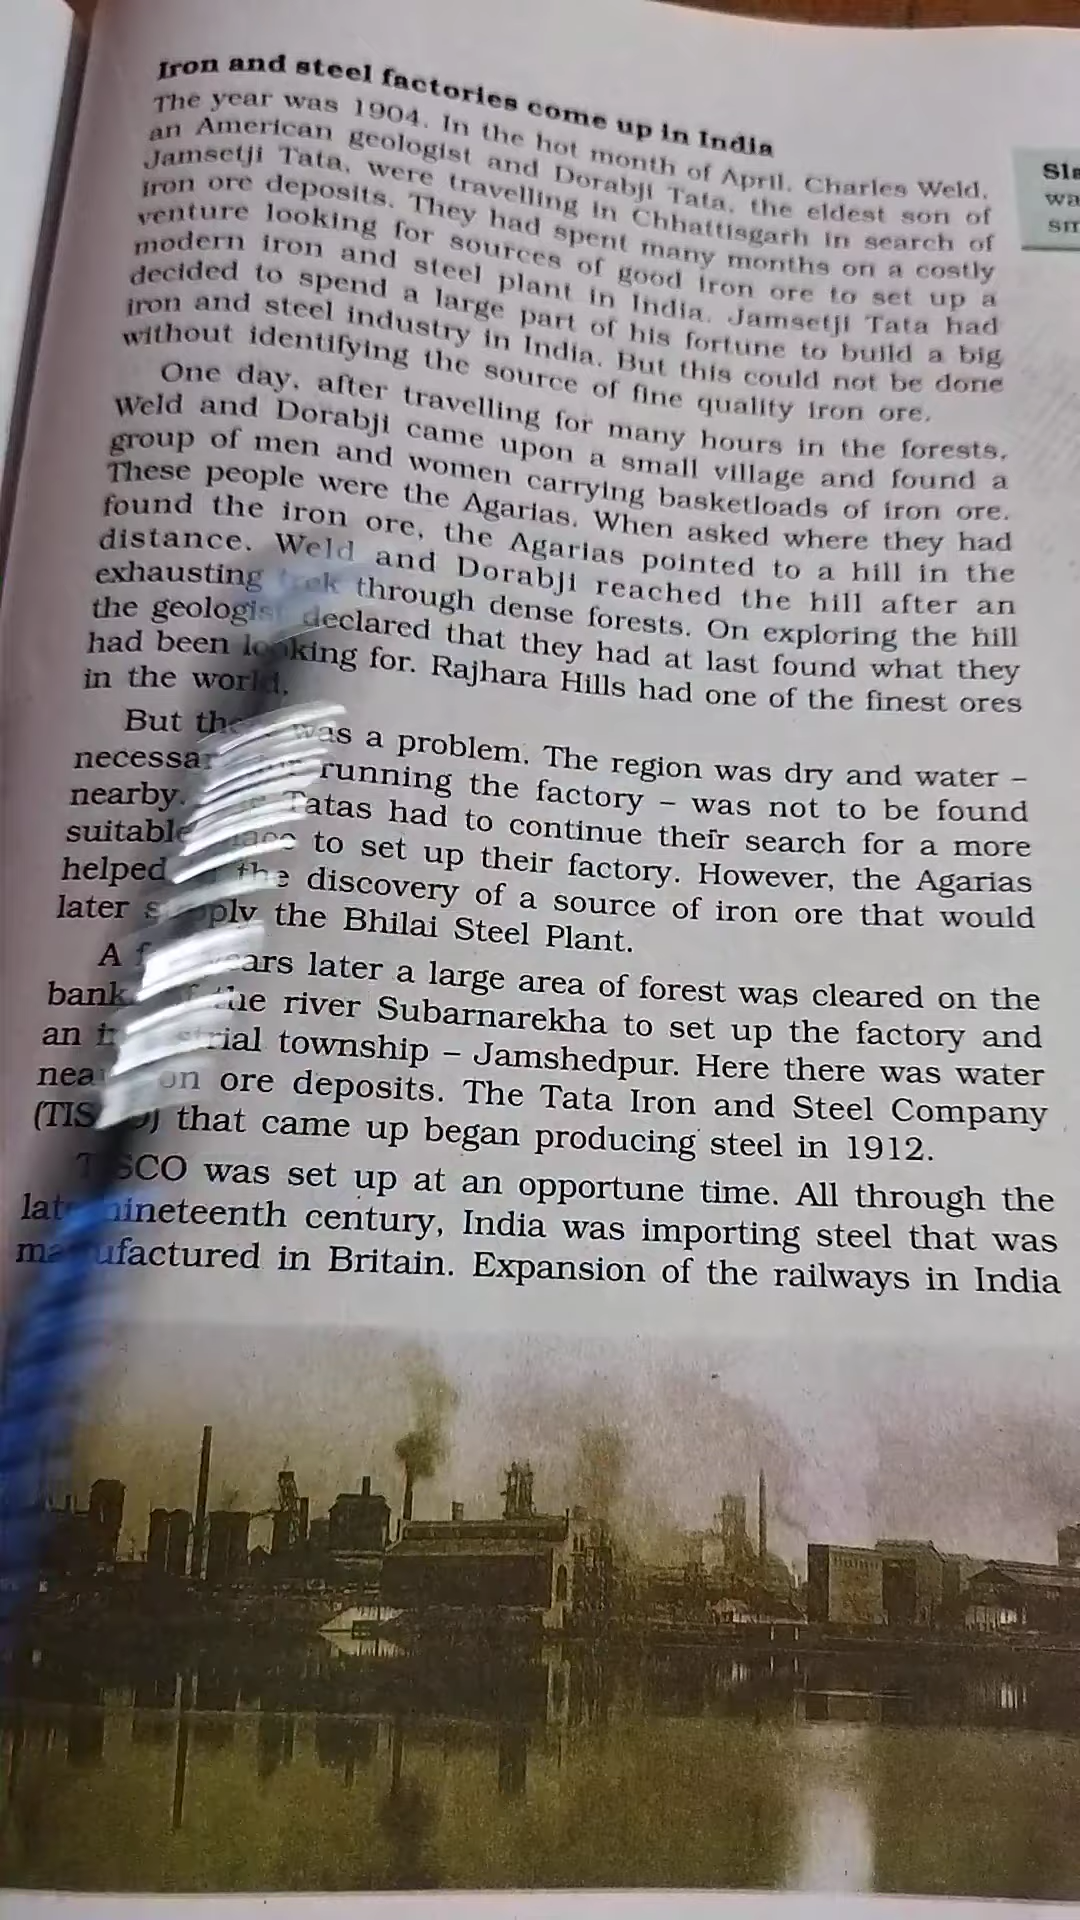 Iron and steel factories come up in India
The year was 1904. In the hot month of April, Charles Weld,
an American geologist and Dorabji Tata, the eldest son of
Jamsetji Tata, were travelling in Chhattisgarh in search of
iron ore deposits. They had spent many months on a costly
venture looking for sources of good iron ore to set up a
modern iron and steel plant in India. Jamsetji Tata had
decided to spend a large part of his fortune to build a big
iron and steel industry in India. But this could not be done
without identifying the source of fine quality iron ore.
One day, after travelling for many hours in the forests,
Weld and Dorabji came upon a small village and found a
group of men and women carrying basketloads of iron ore.
These people were the Agarias. When asked where they had
found the iron ore, the Agarias pointed to a hill in the
distance. Weld and Dorabji reached the hill after an
exhausting trek through dense forests. On exploring the hill
the geologist declared that they had at last found what they
had been looking for. Rajhara Hills had one of the finest ores
in the world.
But was a problem. The region was dry and water –
running the factory – was not to be found
nearby. Tatas had to continue their search for a more
suitable to set up their factory. However, the Agarias
helped the discovery of a source of iron ore that would
later supply the Bhilai Steel Plant.
A years later a large area of forest was cleared on the
the river Subarnarekha to set up the factory and
an township – Jamshedpur. Here there was water
ore deposits. The Tata Iron and Steel Company
(TISCO) that came up began producing steel in 1912.
TISCO was set up at an opportune time. All through the
late nineteenth century, India was importing steel that was
manufactured in Britain. Expansion of the railways in India